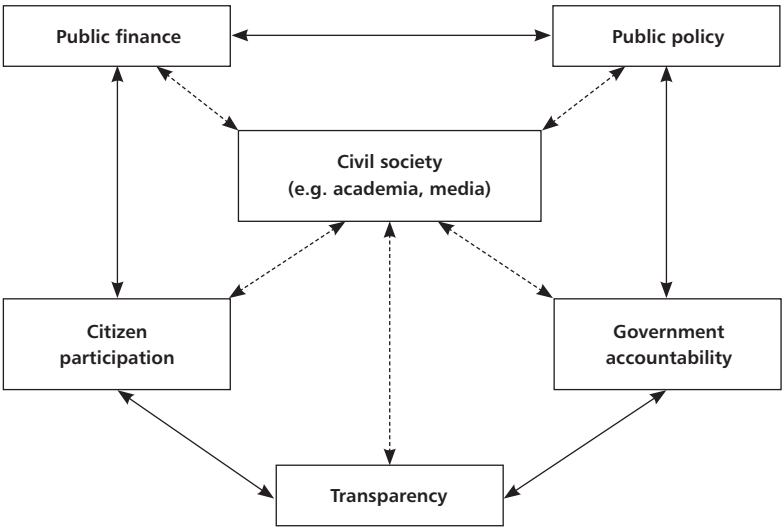 Public finance
Public policy
Civil society
(e.g. academia, media)
Citizen
participation
Government
accountability
Transparency